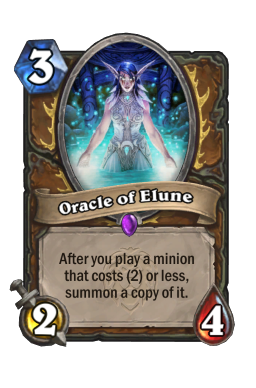 3
Oracle of Elune
After you play a minion
that costs (2) or less,
summon a copy of it.
2
4